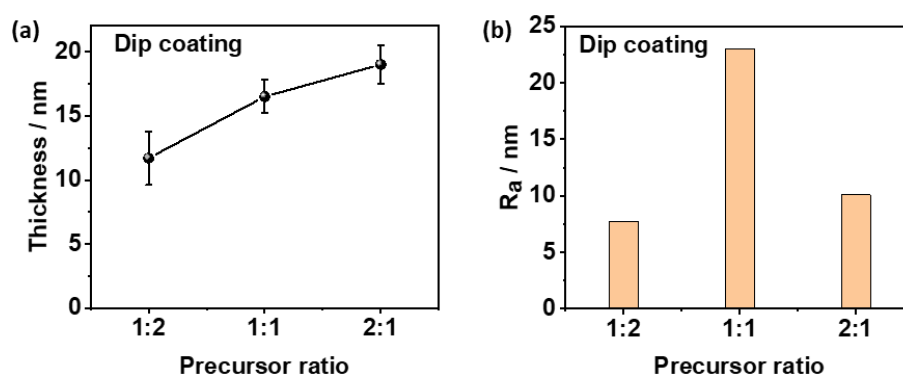 (a)
Dip coating
Thickness / nm
20
15
10
5
0
1:2 1:1 2:1
Precursor ratio
(b)
Dip coating
Ra / nm
25
20
15
10
5
0
1:2 1:1 2:1
Precursor ratio